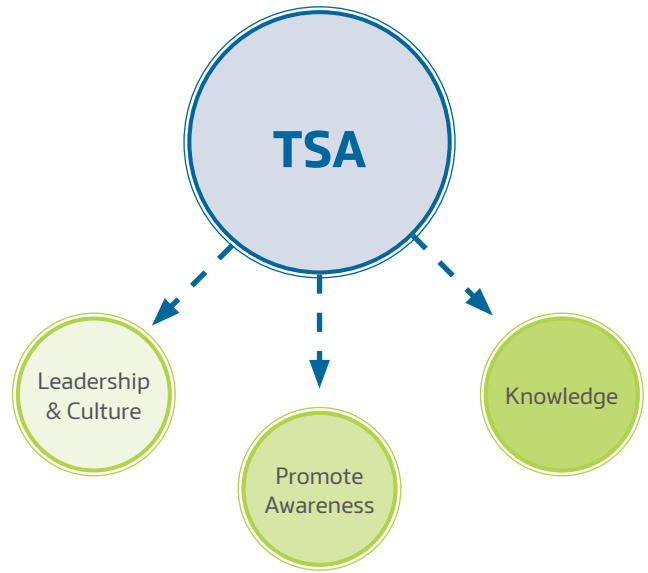 TSA
Leadership
& Culture
Promote
Awareness
Knowledge